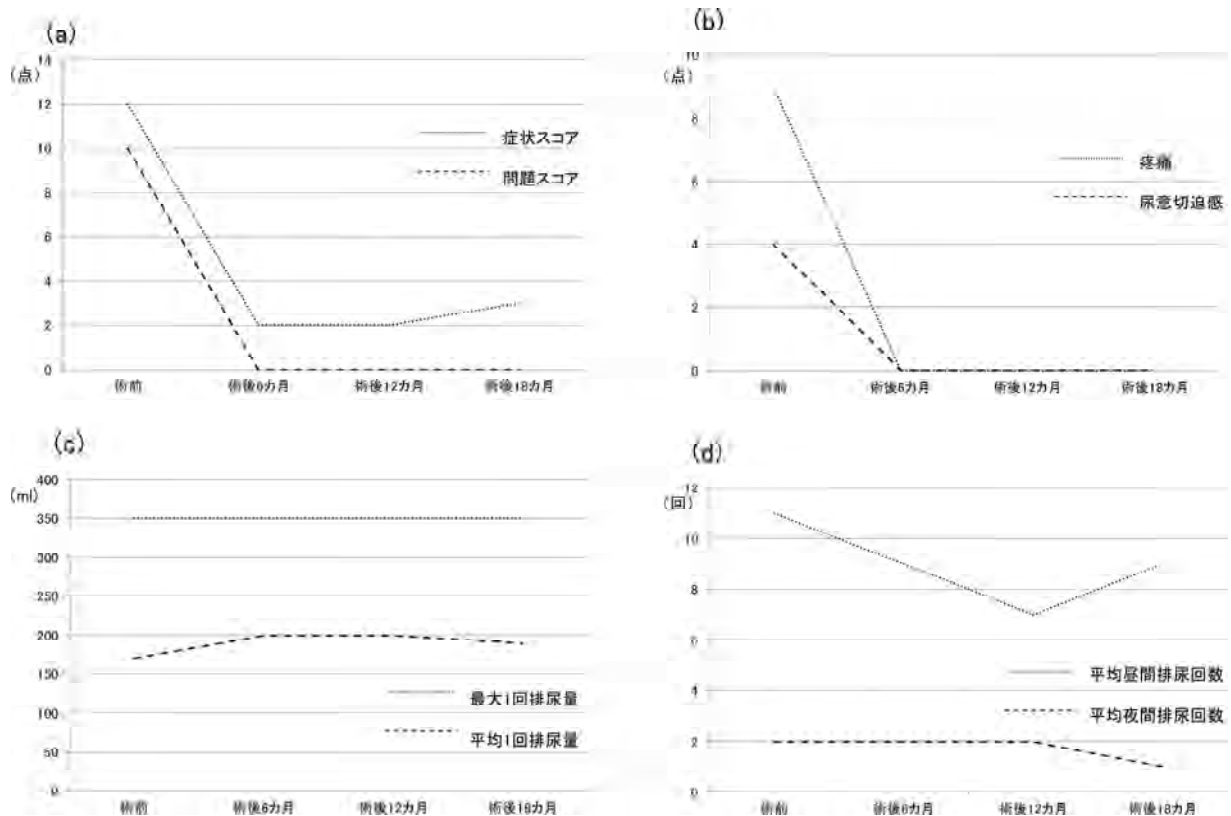 (a)
14
(点)
12
10
8
6
4
2
0
症状スコア
問題スコア
術前
術後6カ月
術後12カ月
術後18カ月
(b)
10
(点)
8
6
4
2
0
疼痛
尿意切迫感
術前
術後6カ月
術後12カ月
術後18カ月
(c)
400
(ml)
350
300
250
200
150
100
50
0
最大1回排尿量
平均1回排尿量
術前
術後6カ月
術後12カ月
術後18カ月
(d)
12
(回)
10
8
6
4
2
0
平均昼間排尿回数
平均夜間排尿回数
術前
術後6カ月
術後12カ月
術後18カ月